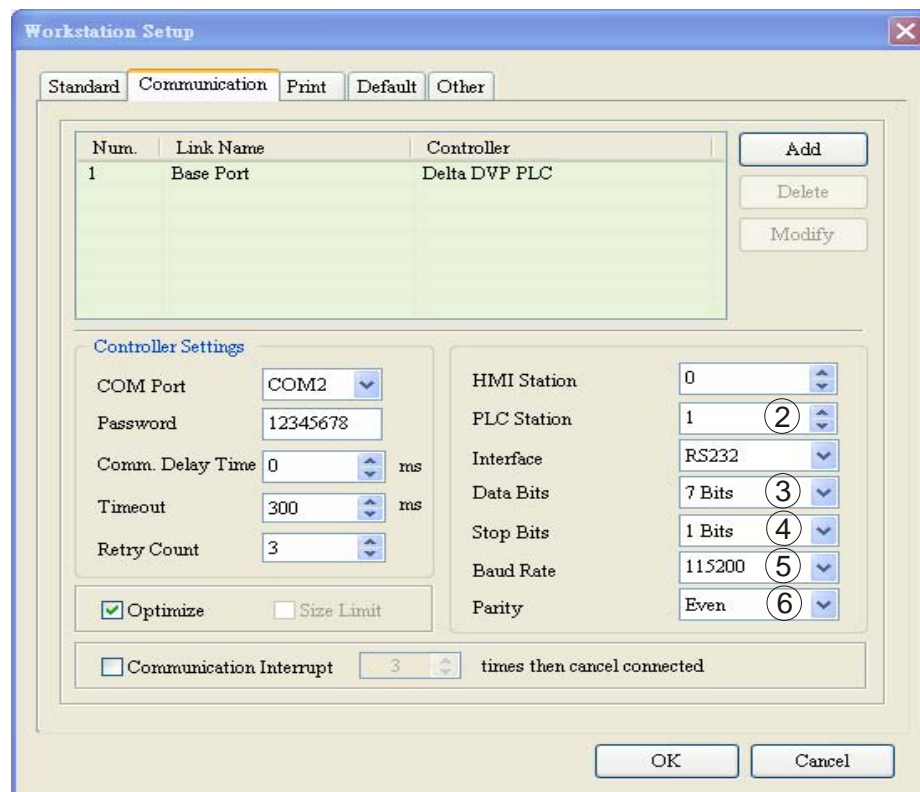 Workstation Setup
Standard Communication Print Default Other
Num. Link Name Controller
1 Base Port Delta DVP PLC
Add
Delete
Modify
Controller Settings
COM Port COM2
Password 12345678
Comm. Delay Time 0 ms
Timeout 300 ms
Retry Count 3
Optimize Size Limit
HMI Station 0
PLC Station 1 ②
Interface RS232
Data Bits 7 Bits ③
Stop Bits 1 Bits ④
Baud Rate 115200 ⑤
Parity Even ⑥
Communication Interrupt 3 times then cancel connected
OK Cancel